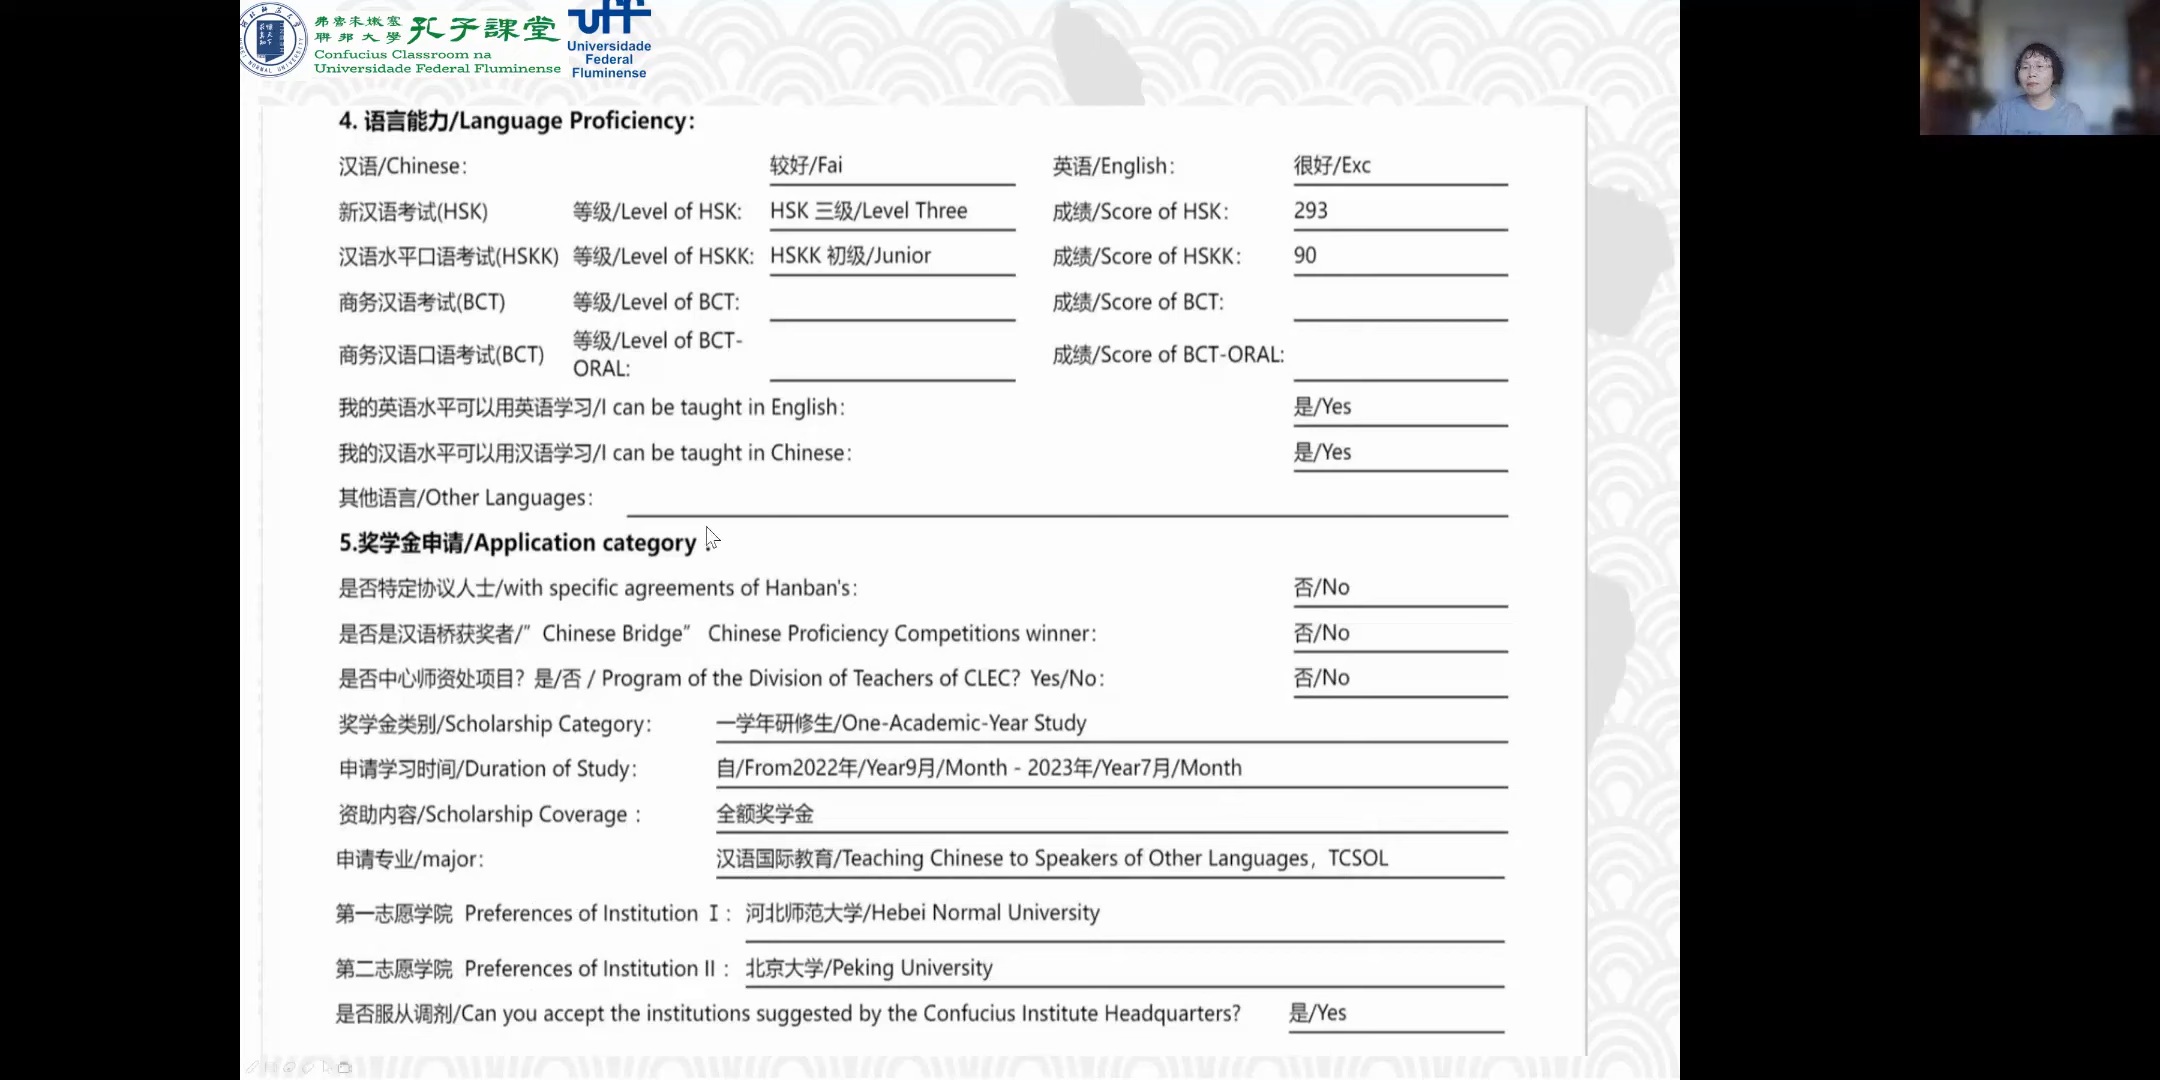 弗鲁米嫩塞
聯邦大學 孔子課堂
Confucius Classroom na
Universidade Federal Fluminense
uff
Universidade
Federal
Fluminense
4. 语言能力/Language Proficiency:
汉语/Chinese: 较好/Fai 英语/English: 很好/Exc
新汉语考试(HSK) 等级/Level of HSK: HSK 三级/Level Three 成绩/Score of HSK: 293
汉语水平口语考试(HSKK) 等级/Level of HSKK: HSKK 初级/Junior 成绩/Score of HSKK: 90
商务汉语考试(BCT) 等级/Level of BCT: 成绩/Score of BCT:
商务汉语口语考试(BCT) 等级/Level of BCT-
ORAL: 成绩/Score of BCT-ORAL:
我的英语水平可以用英语学习/I can be taught in English: 是/Yes
我的汉语水平可以用汉语学习/I can be taught in Chinese: 是/Yes
其他语言/Other Languages:
5.奖学金申请/Application category :
是否特定协议人士/with specific agreements of Hanban's: 否/No
是否是汉语桥获奖者/” Chinese Bridge” Chinese Proficiency Competitions winner: 否/No
是否中心师资处项目? 是/否 / Program of the Division of Teachers of CLEC? Yes/No: 否/No
奖学金类别/Scholarship Category: 一学年研修生/One-Academic-Year Study
申请学习时间/Duration of Study: 自/From2022年/Year9月/Month - 2023年/Year7月/Month
资助内容/Scholarship Coverage : 全额奖学金
申请专业/major: 汉语国际教育/Teaching Chinese to Speakers of Other Languages, TCSOL
第一志愿学院 Preferences of Institution I : 河北师范大学/Hebei Normal University
第二志愿学院 Preferences of Institution II : 北京大学/Peking University
是否服从调剂/Can you accept the institutions suggested by the Confucius Institute Headquarters? 是/Yes